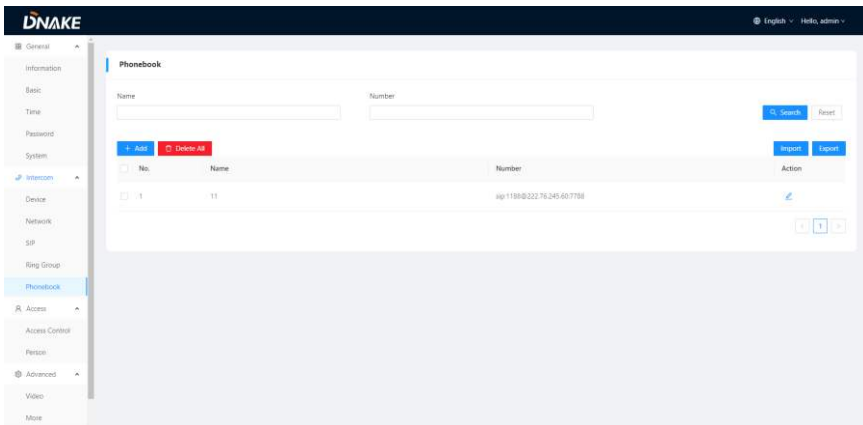 DNAKE
English
Hello, admin
General
Information
Basic
Time
Password
System
Intercom
Device
Network
SIP
Ring Group
Phonebook
Access
Access Control
Person
Advanced
Video
More
Phonebook
Name
Number
Search
Reset
+ Add
Delete All
Import
Export
No.
Name
Number
Action
1
11
sip:1188@222.76.245.60:7788
< 1 >